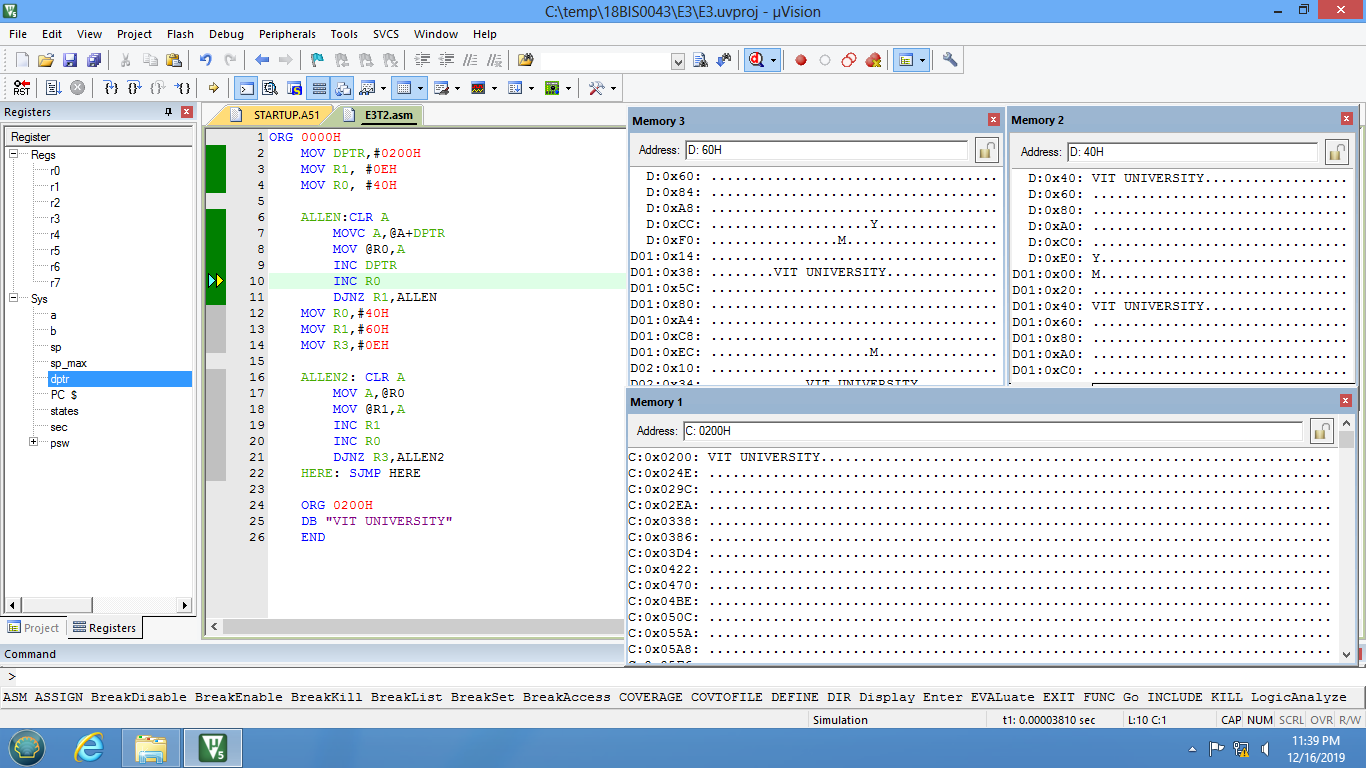 C:\temp\18BIS0043\E3\E3.uvproj - µVision
File Edit View Project Flash Debug Peripherals Tools SVCS Window Help
RST
Registers
Register
Regs
r0
r1
r2
r3
r4
r5
r6
r7
Sys
a
b
sp
sp_max
dptr
PC $
states
sec
psw
Project Registers
STARTUP.A51 E3T2.asm
1 ORG 0000H
2 MOV DPTR,#0200H
3 MOV R1, #0EH
4 MOV R0, #40H
5
6 ALLEN:CLR A
7 MOVC A,@A+DPTR
8 MOV @R0,A
9 INC DPTR
10 INC R0
11 DJNZ R1,ALLEN
12 MOV R0,#40H
13 MOV R1,#60H
14 MOV R3,#0EH
15
16 ALLEN2: CLR A
17 MOV A,@R0
18 MOV @R1,A
19 INC R1
20 INC R0
21 DJNZ R3,ALLEN2
22 HERE: SJMP HERE
23
24 ORG 0200H
25 DB "VIT UNIVERSITY"
26 END
Memory 3
Address: D: 60H
D:0x60: ....................................
D:0x84: ....................................
D:0xA8: ....................................
D:0xCC: ....................Y...............
D:0xF0: ................M...................
D01:0x14: ....................................
D01:0x38: ........VIT UNIVERSITY..............
D01:0x5C: ....................................
D01:0x80: ....................................
D01:0xA4: ....................................
D01:0xC8: ....................................
D01:0xEC: ....................M...............
D02:0x10: ....................................
D02:0x34: ............VIT UNIVERSITY..........
Memory 2
Address: D: 40H
D:0x40: VIT UNIVERSITY..................
D:0x60: ................................
D:0x80: ................................
D:0xA0: ................................
D:0xC0: ................................
D:0xE0: Y...............................
D01:0x00: M...............................
D01:0x20: ................................
D01:0x40: VIT UNIVERSITY..................
D01:0x60: ................................
D01:0x80: ................................
D01:0xA0: ................................
D01:0xC0: ................................
Memory 1
Address: C: 0200H
C:0x0200: VIT UNIVERSITY................................................................
C:0x024E: ..............................................................................
C:0x029C: ..............................................................................
C:0x02EA: ..............................................................................
C:0x0338: ..............................................................................
C:0x0386: ..............................................................................
C:0x03D4: ..............................................................................
C:0x0422: ..............................................................................
C:0x0470: ..............................................................................
C:0x04BE: ..............................................................................
C:0x050C: ..............................................................................
C:0x055A: ..............................................................................
C:0x05A8: ..............................................................................
Command
>
ASM ASSIGN BreakDisable BreakEnable BreakKill BreakList BreakSet BreakAccess COVERAGE COVTOFILE DEFINE DIR Display Enter EVALuate EXIT FUNC Go INCLUDE KILL LogicAnalyze
Simulation t1: 0.00003810 sec L:10 C:1 CAP NUM SCRL OVR R/W
11:39 PM
12/16/2019